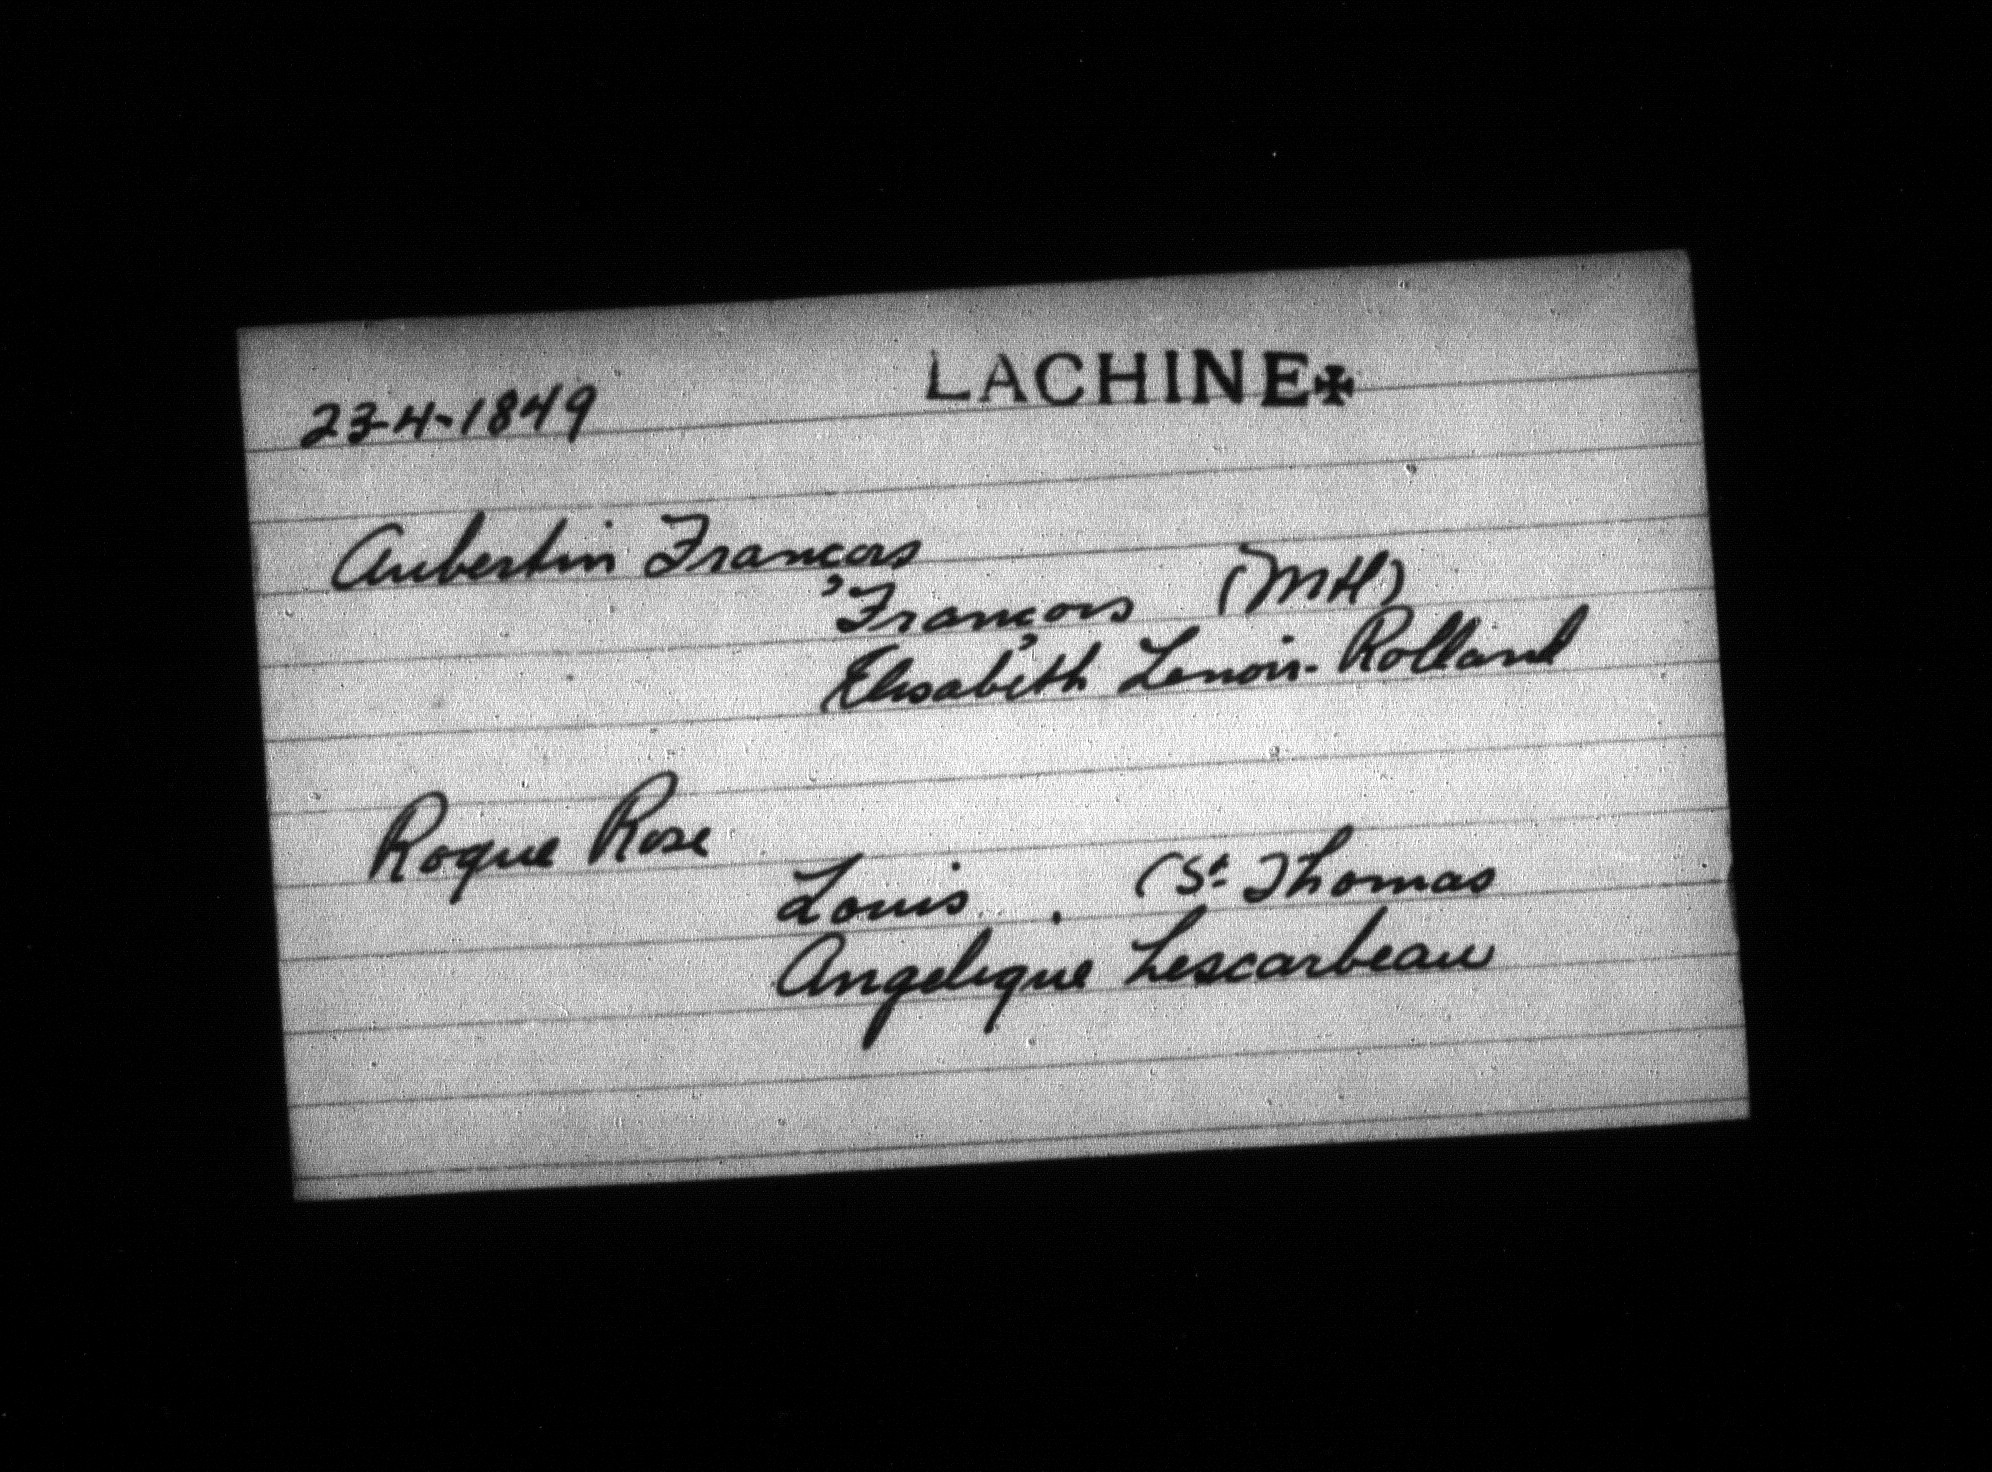 23-4-1849 LACHINE✠
Aubertin François
François (MH)
Elisabeth Lenoir-Rolland
Roque Rose
Louis . (St Thomas
Angelique Lescarbeau